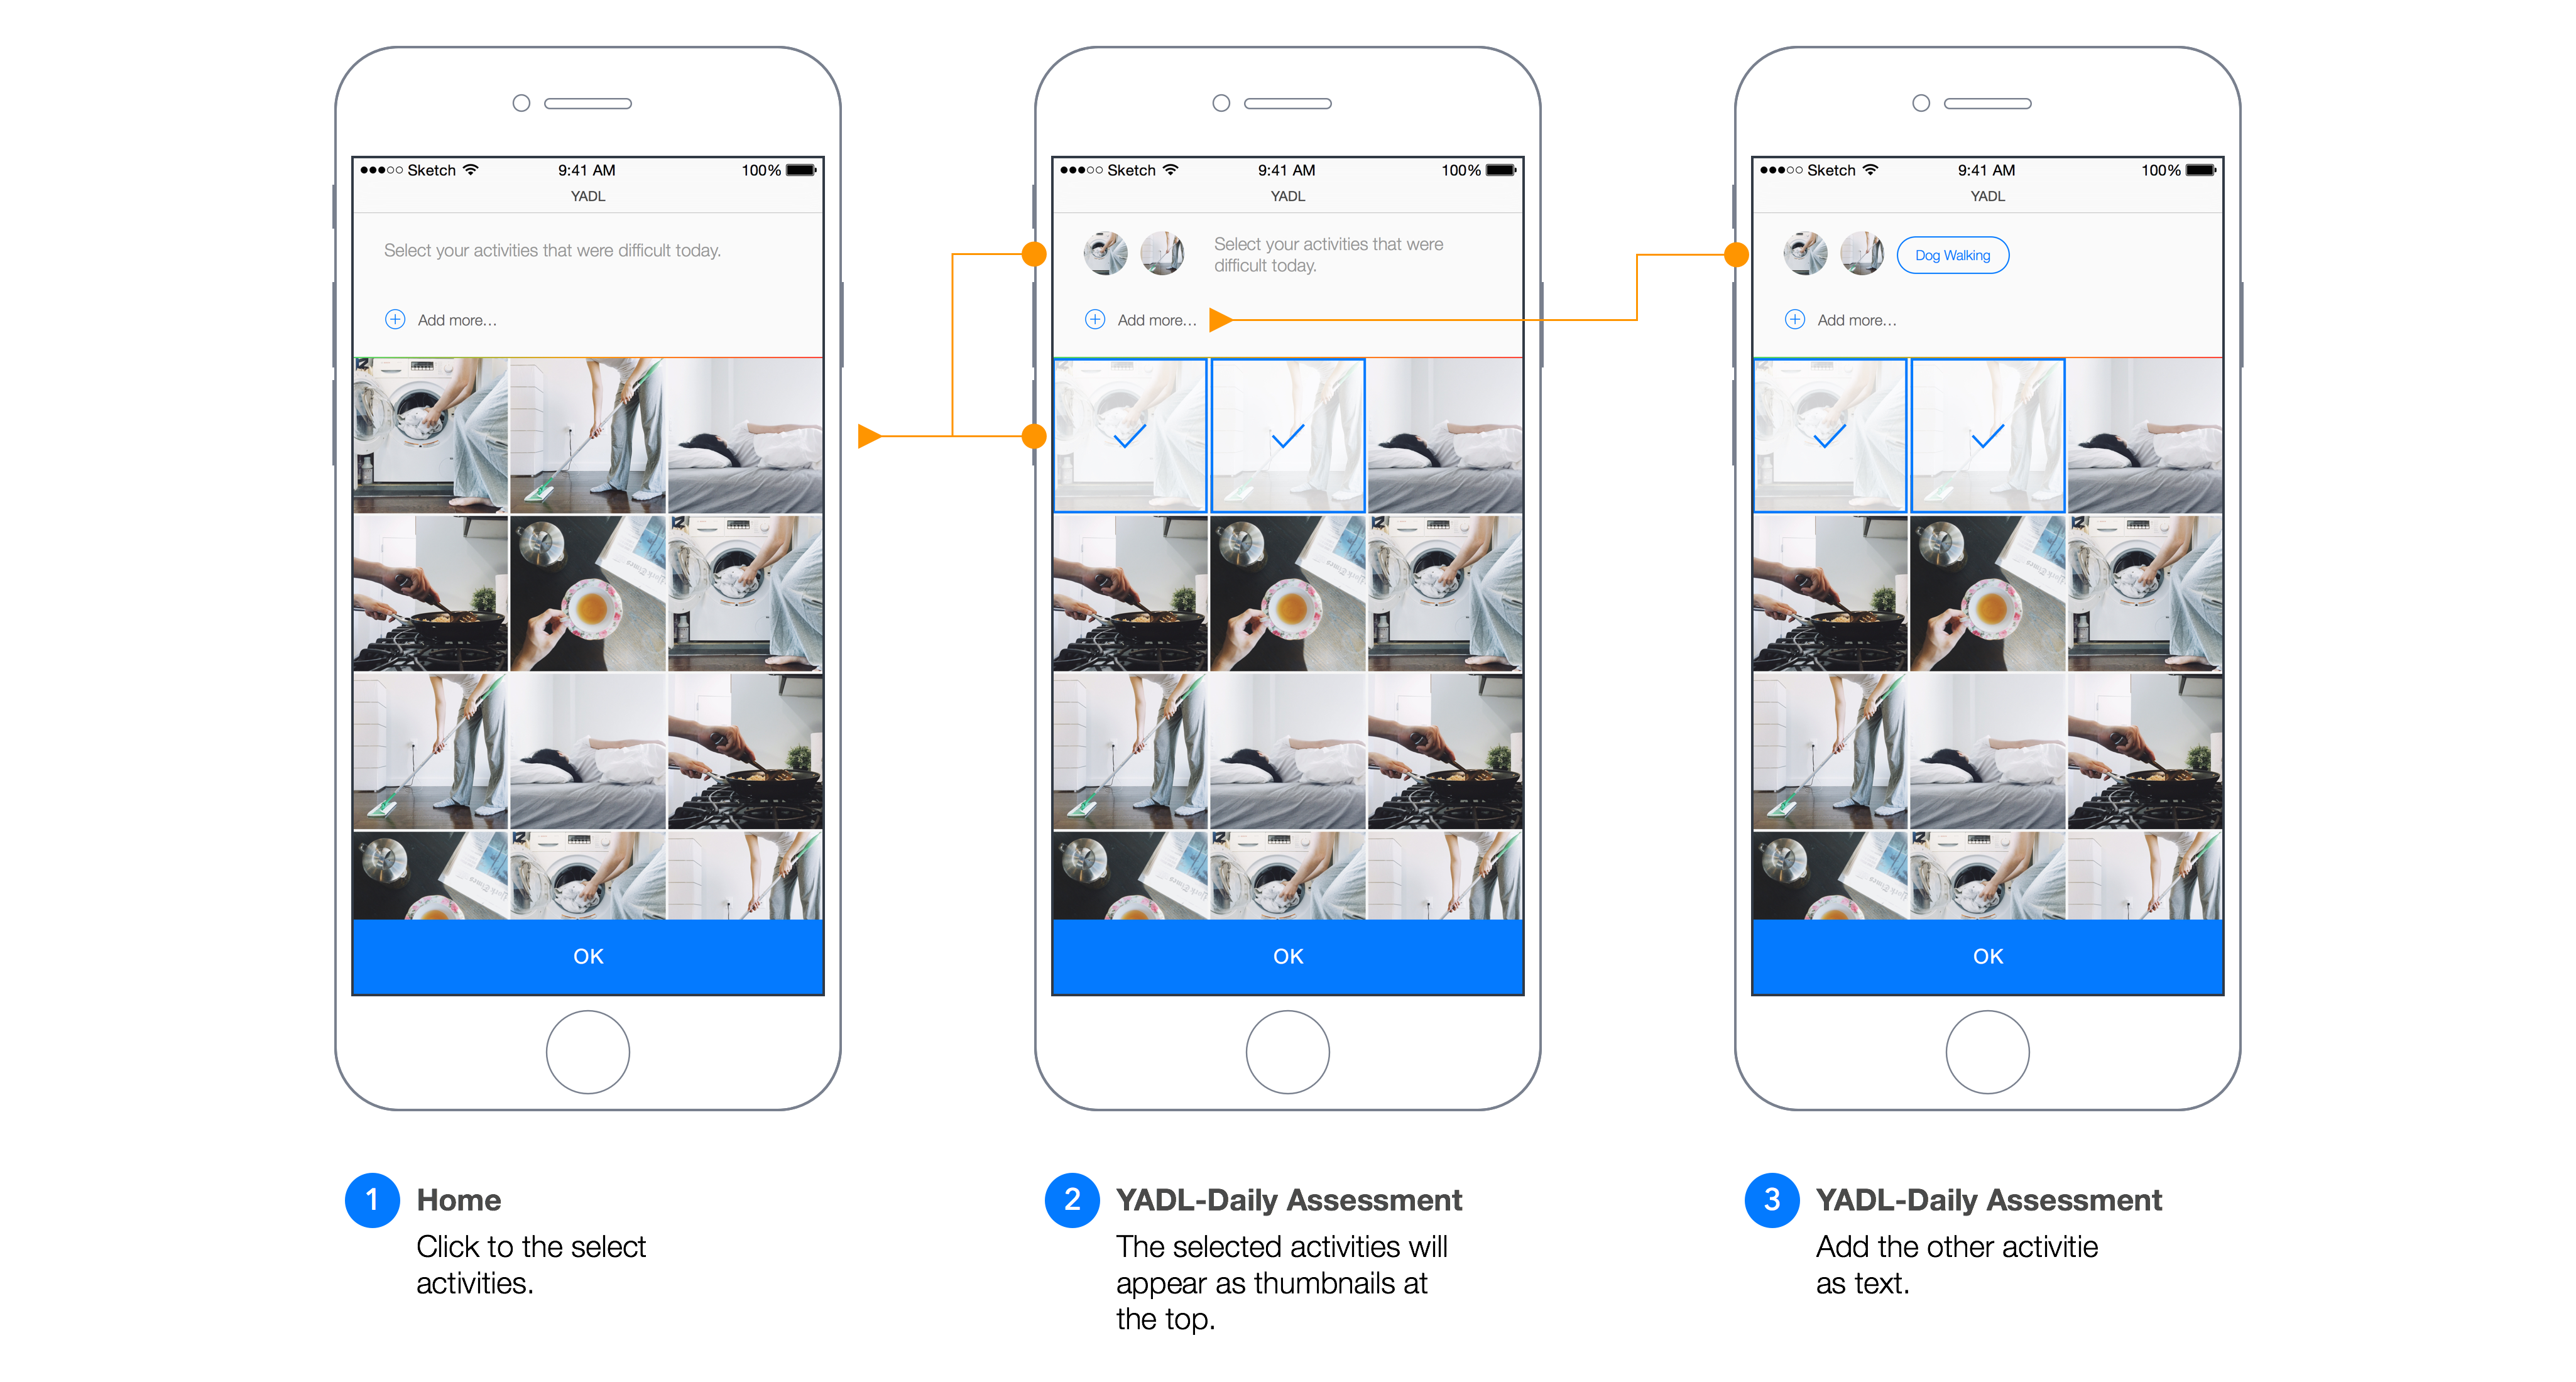 Sketch 9:41 AM 100%
YADL
Select your activities that were difficult today.
Add more...
OK
1 Home
Click to the select
activities.
Sketch 9:41 AM 100%
YADL
Select your activities that were
difficult today.
Add more...
OK
2 YADL-Daily Assessment
The selected activities will
appear as thumbnails at
the top.
Sketch 9:41 AM 100%
YADL
Dog Walking
Add more...
OK
3 YADL-Daily Assessment
Add the other activitie
as text.